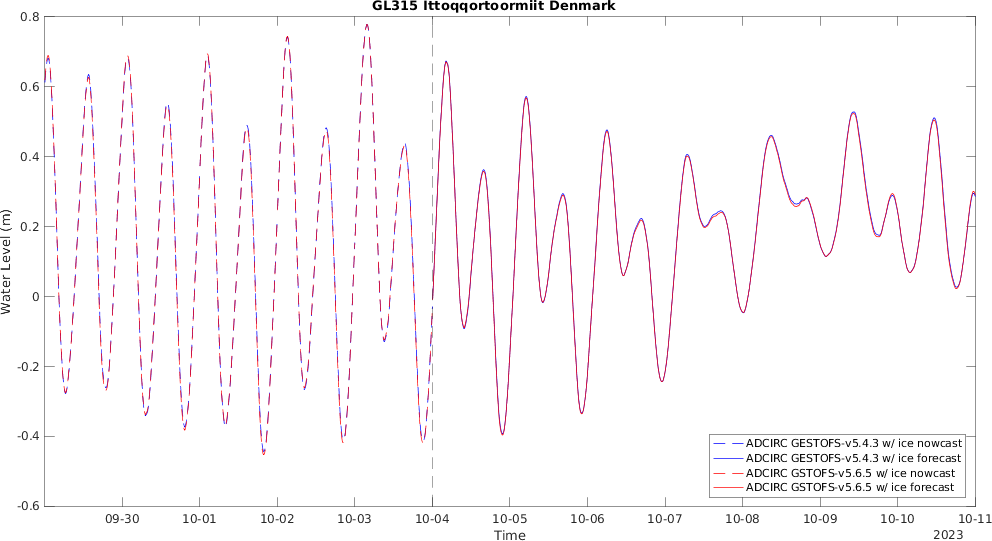 GL315 Ittoqqortoormiit Denmark
0.8
0.6
0.4
0.2
0
-0.2
-0.4
-0.6
Water Level (m)
09-30 10-01 10-02 10-03 10-04 10-05 10-06 10-07 10-08 10-09 10-10 10-11
Time
2023
ADCIRC GESTOFS-v5.4.3 w/ ice nowcast
ADCIRC GESTOFS-v5.4.3 w/ ice forecast
ADCIRC GSTOFS-v5.6.5 w/ ice nowcast
ADCIRC GSTOFS-v5.6.5 w/ ice forecast